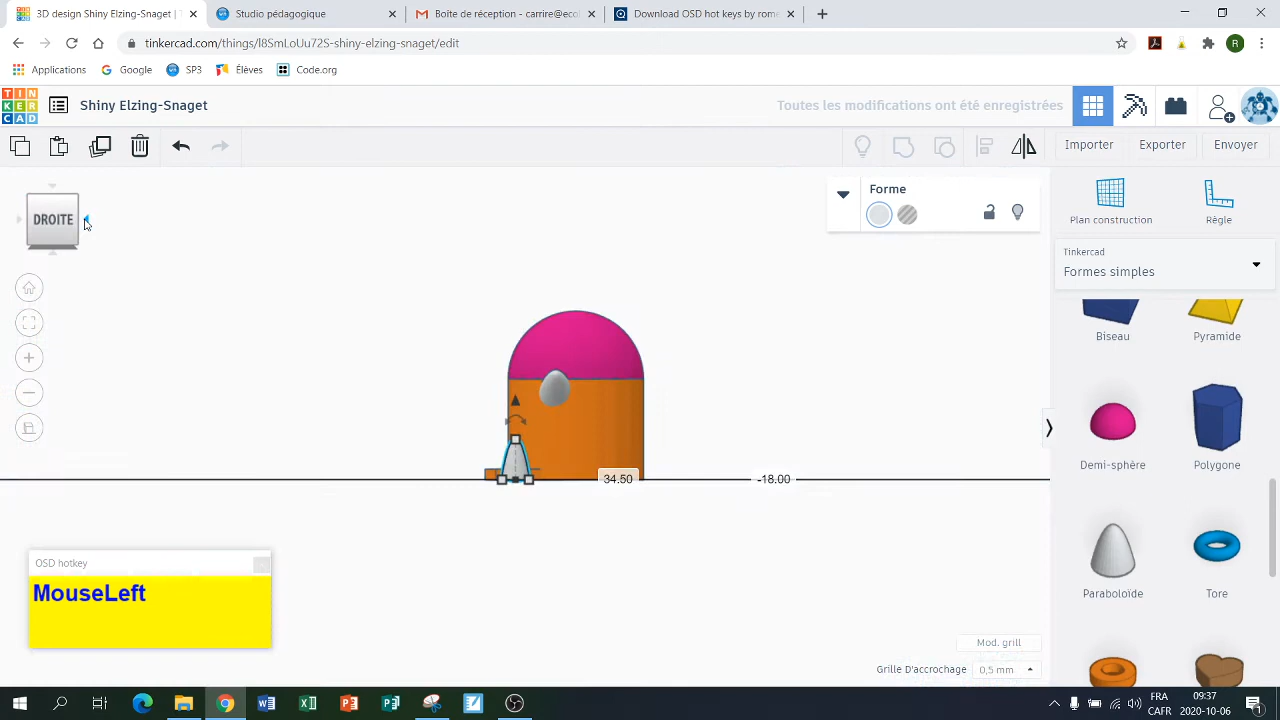 3D design Shiny Elzing-Snaget |
Studio pédagogique
Boîte de réception - carrire@ecol
Download OSD hot keys by rome
tinkercad.com/things/l8SmLoUu72S-shiny-elzing-snaget/edit
R
Applications
Google
SP3
Élèves
Code.org
TIN
KER
CAD
Shiny Elzing-Snaget
Toutes les modifications ont été enregistrées
Importer
Exporter
Envoyer
DROITE
Forme
Plan construction
Règle
Tinkercad
Formes simples
Biseau
Pyramide
Demi-sphère
Polygone
34.50
-18.00
OSD hotkey
MouseLeft
Paraboloïde
Tore
Mod. grill
Grille D'accrochage
0,5 mm
FRA
CAFR
09:37
2020-10-06